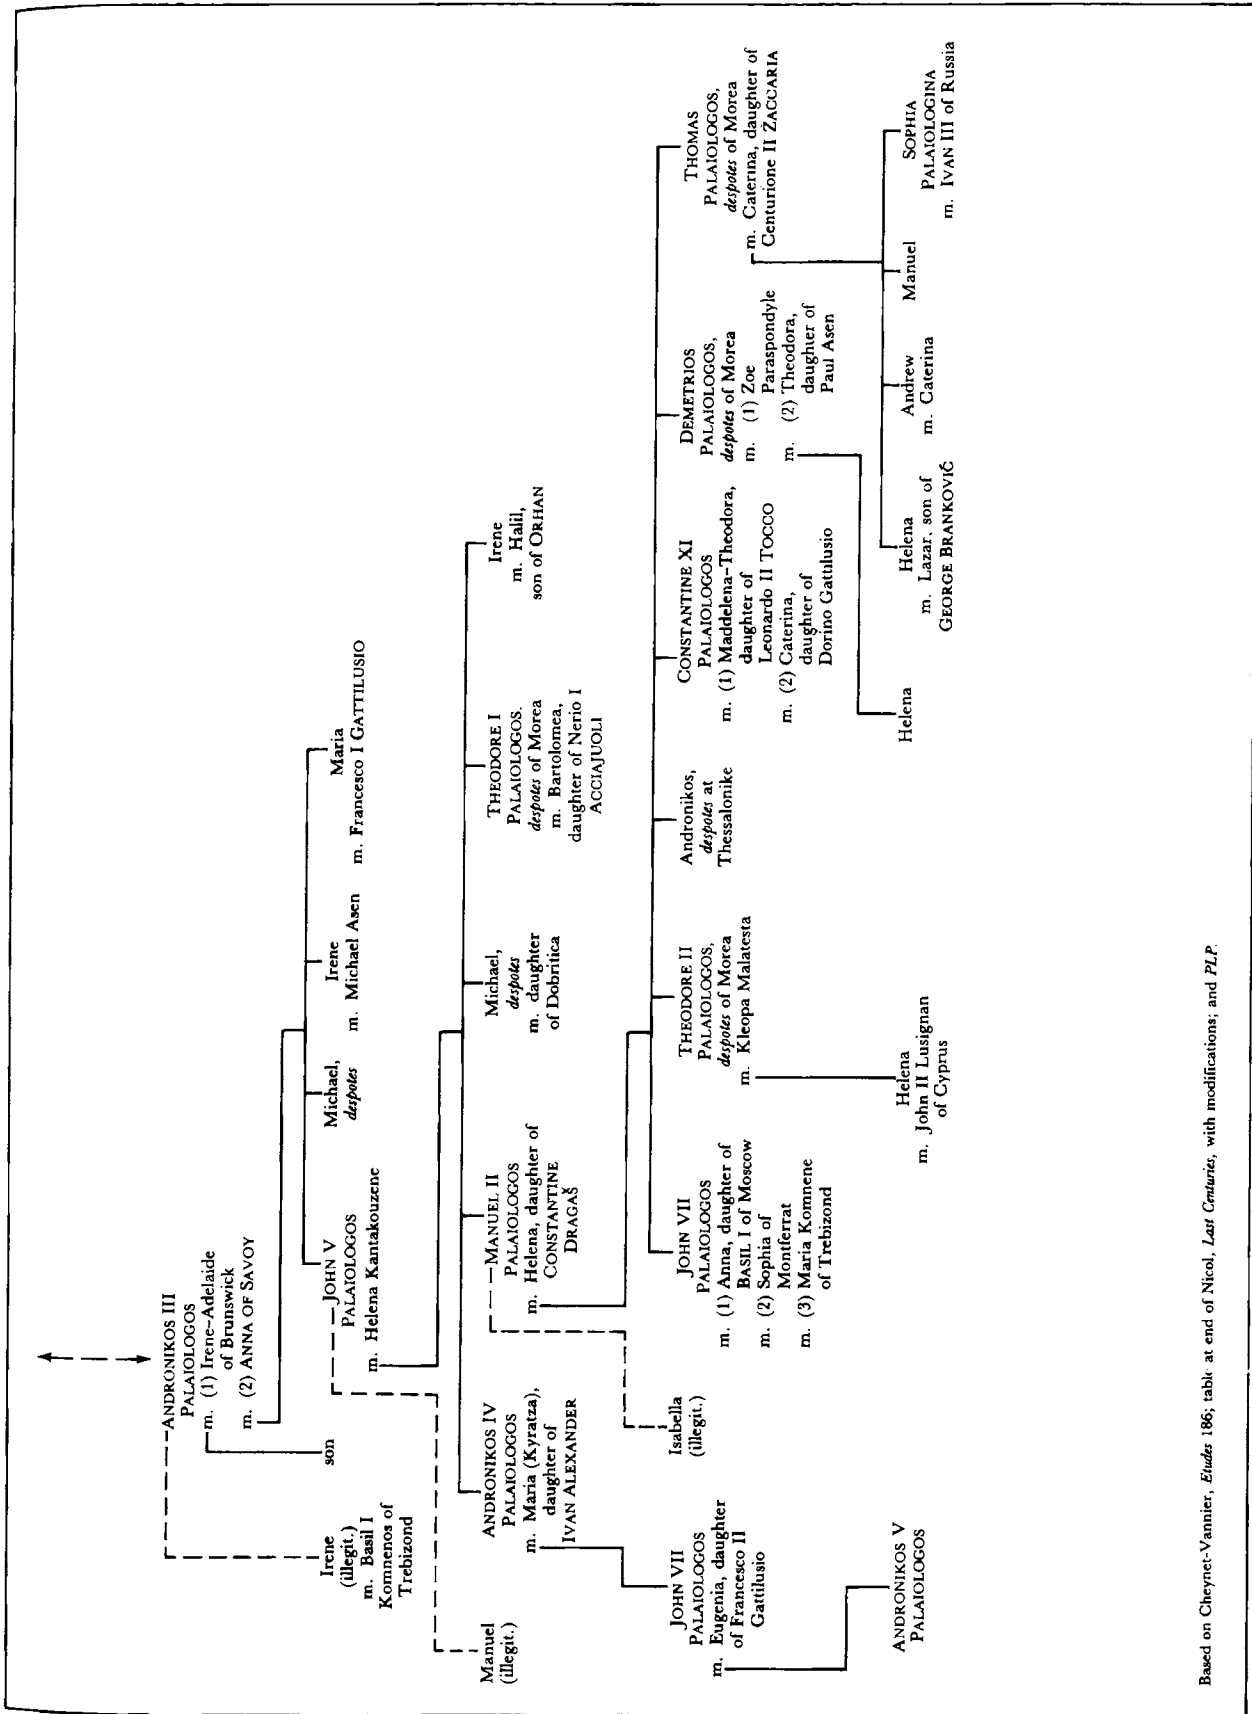 ANDRONIKOS III
PALAIOLOGOS
m. (1) Irene-Adelaide
of Brunswick
m. (2) ANNA OF SAVOY
Irene
(illegit.)
m. Basil I
Komnenos of
Trebizond
son
JOHN V
PALAIOLOGOS
m. Helena Kantakouzene
Michael,
despotes
Irene
m. Michael Asen
Maria
m. Francesco I GATTILUSIO
Manuel
(illegit.)
ANDRONIKOS IV
PALAIOLOGOS
m. Maria (Kyratza),
daughter of
IVAN ALEXANDER
MANUEL II
PALAIOLOGOS
m. Helena, daughter of
CONSTANTINE
DRAGAŠ
Michael,
despotes
m. daughter
of Dobritica
THEODORE I
PALAIOLOGOS.
despotes of Morea
m. Bartolomea,
daughter of Nerio I
ACCIAJUOLI
Irene
m. Halil,
son of ORHAN
JOHN VII
PALAIOLOGOS
m. Eugenia, daughter
of Francesco II
Gattilusio
Isabella
(illegit.)
JOHN VII
PALAIOLOGOS
m. (1) Anna, daughter of
BASIL I of Moscow
m. (2) Sophia of
Montferrat
m. (3) Maria Komnene
of Trebizond
THEODORE II
PALAIOLOGOS,
despotes of Morea
m. Kleopa Malatesta
Andronikos,
despotes at
Thessalonike
CONSTANTINE XI
PALAIOLOGOS
m. (1) Maddelena-Theodora,
daughter of
Leonardo II TOCCO
m. (2) Caterina,
daughter of
Dorino Gattilusio
DEMETRIOS
PALAIOLOGOS,
despotes of Morea
m. (1) Zoe
Paraspondyle
m. (2) Theodora,
daughter of
Paul Asen
THOMAS
PALAIOLOGOS,
despotes of Morea
m. Caterina, daughter of
Centurione II ZACCARIA
ANDRONIKOS V
PALAIOLOGOS
Helena
m. John II Lusignan
of Cyprus
Helena
Helena
m. Lazar, son of
GEORGE BRANKOVIĆ
Andrew
m. Caterina
Manuel
SOPHIA
PALAIOLOGINA
m. IVAN III of Russia
Based on Cheynet-Vannier, Etudes 186; table at end of Nicol, Last Centuries, with modifications; and PLP.